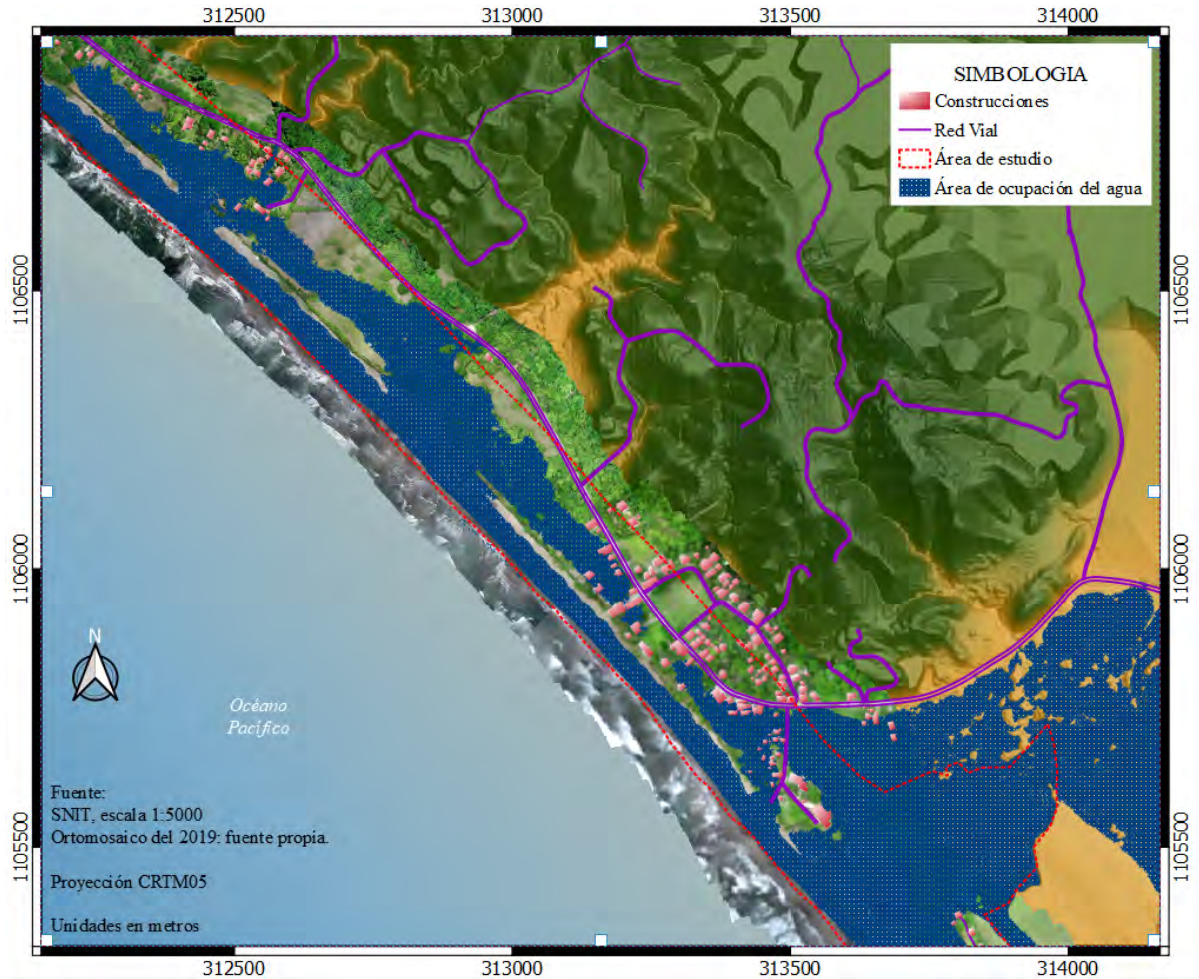 312500 313000 313500 314000
SIMBOLOGIA
Construcciones
Red Vial
Área de estudio
Área de ocupación del agua
1106500 1106500
1106000 1106000
N
Océano
Pacífico
Fuente:
SNIT, escala 1:5000
Ortomosaico del 2019: fuente propia.
1105500 1105500
Proyección CRTM05
Unidades en metros
312500 313000 313500 314000